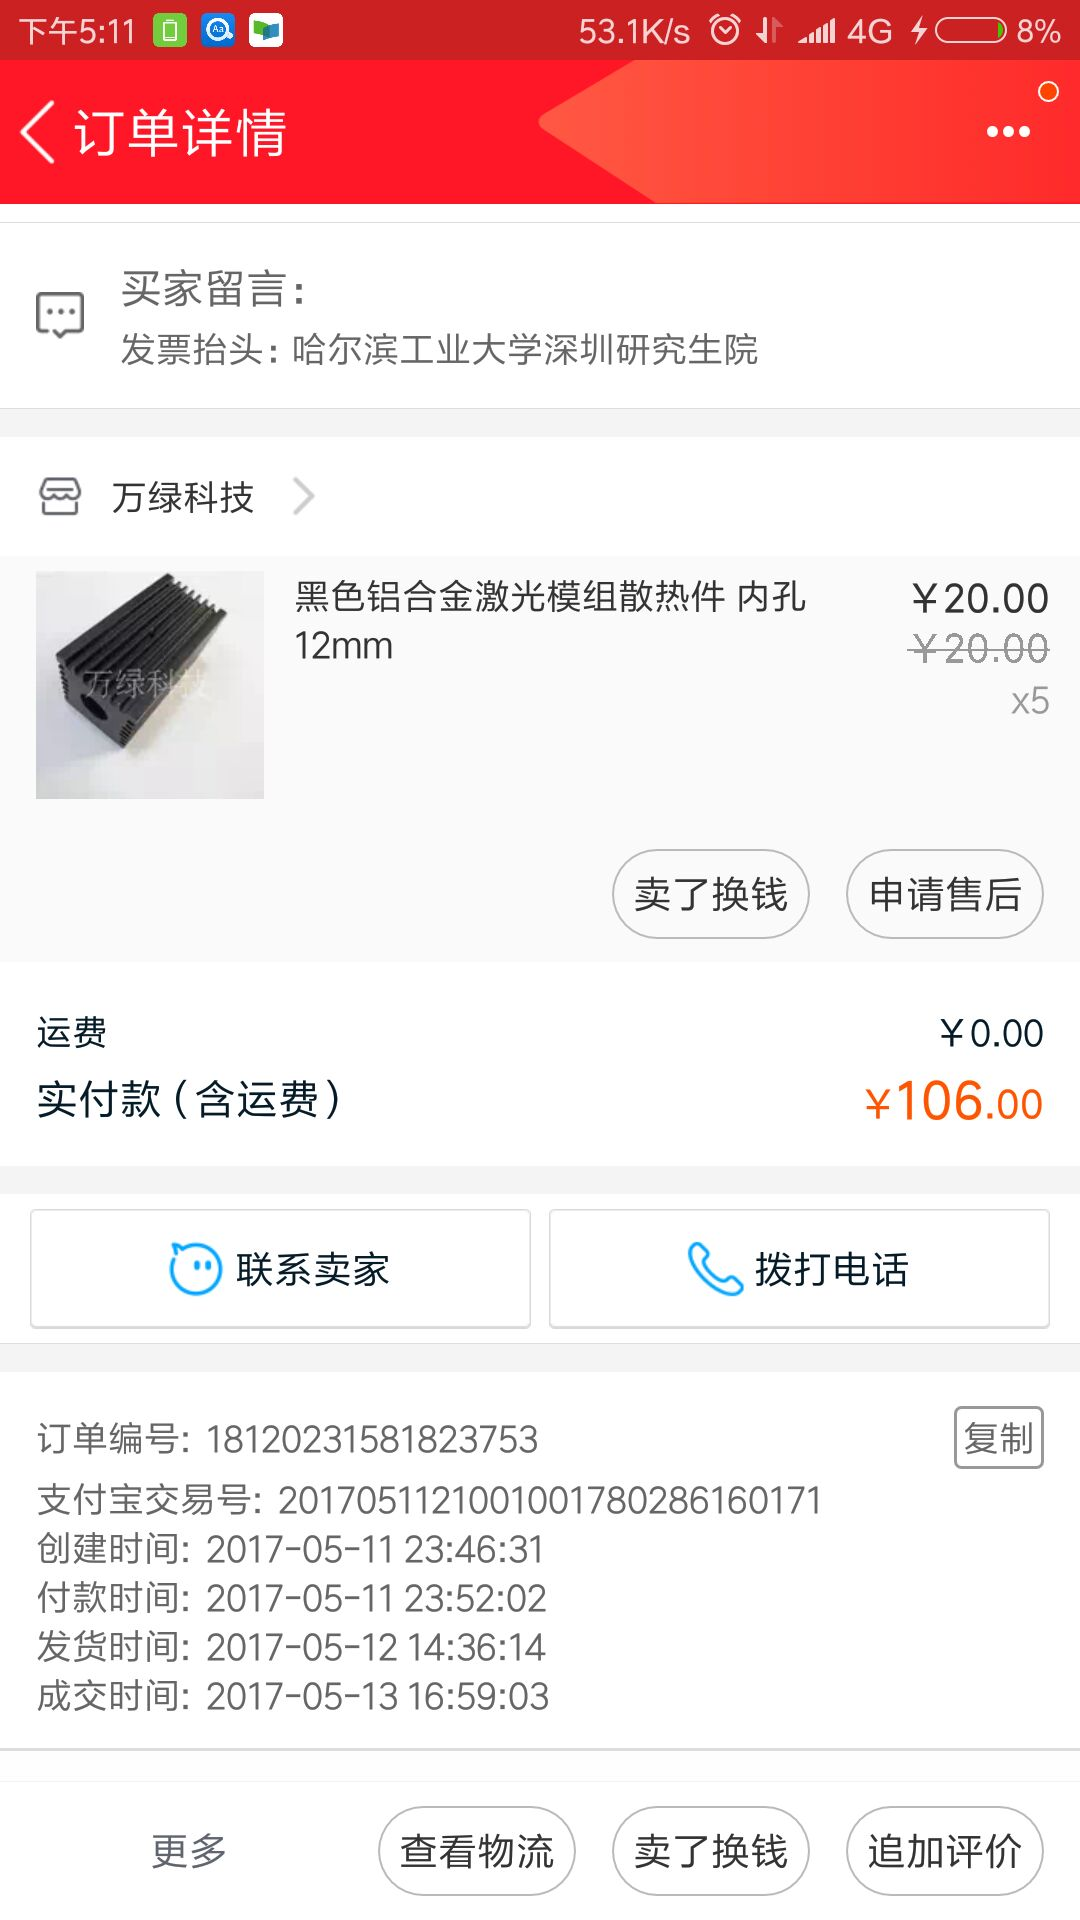 下午5:11
53.1K/s
4G
8%
订单详情
买家留言:
发票抬头: 哈尔滨工业大学深圳研究生院
万绿科技
黑色铝合金激光模组散热件 内孔
12mm
¥20.00
¥20.00
x5
万绿科技
卖了换钱
申请售后
运费
¥0.00
实付款(含运费)
¥106.00
联系卖家
拨打电话
订单编号: 18120231581823753
复制
支付宝交易号: 2017051121001001780286160171
创建时间: 2017-05-11 23:46:31
付款时间: 2017-05-11 23:52:02
发货时间: 2017-05-12 14:36:14
成交时间: 2017-05-13 16:59:03
更多
查看物流
卖了换钱
追加评价